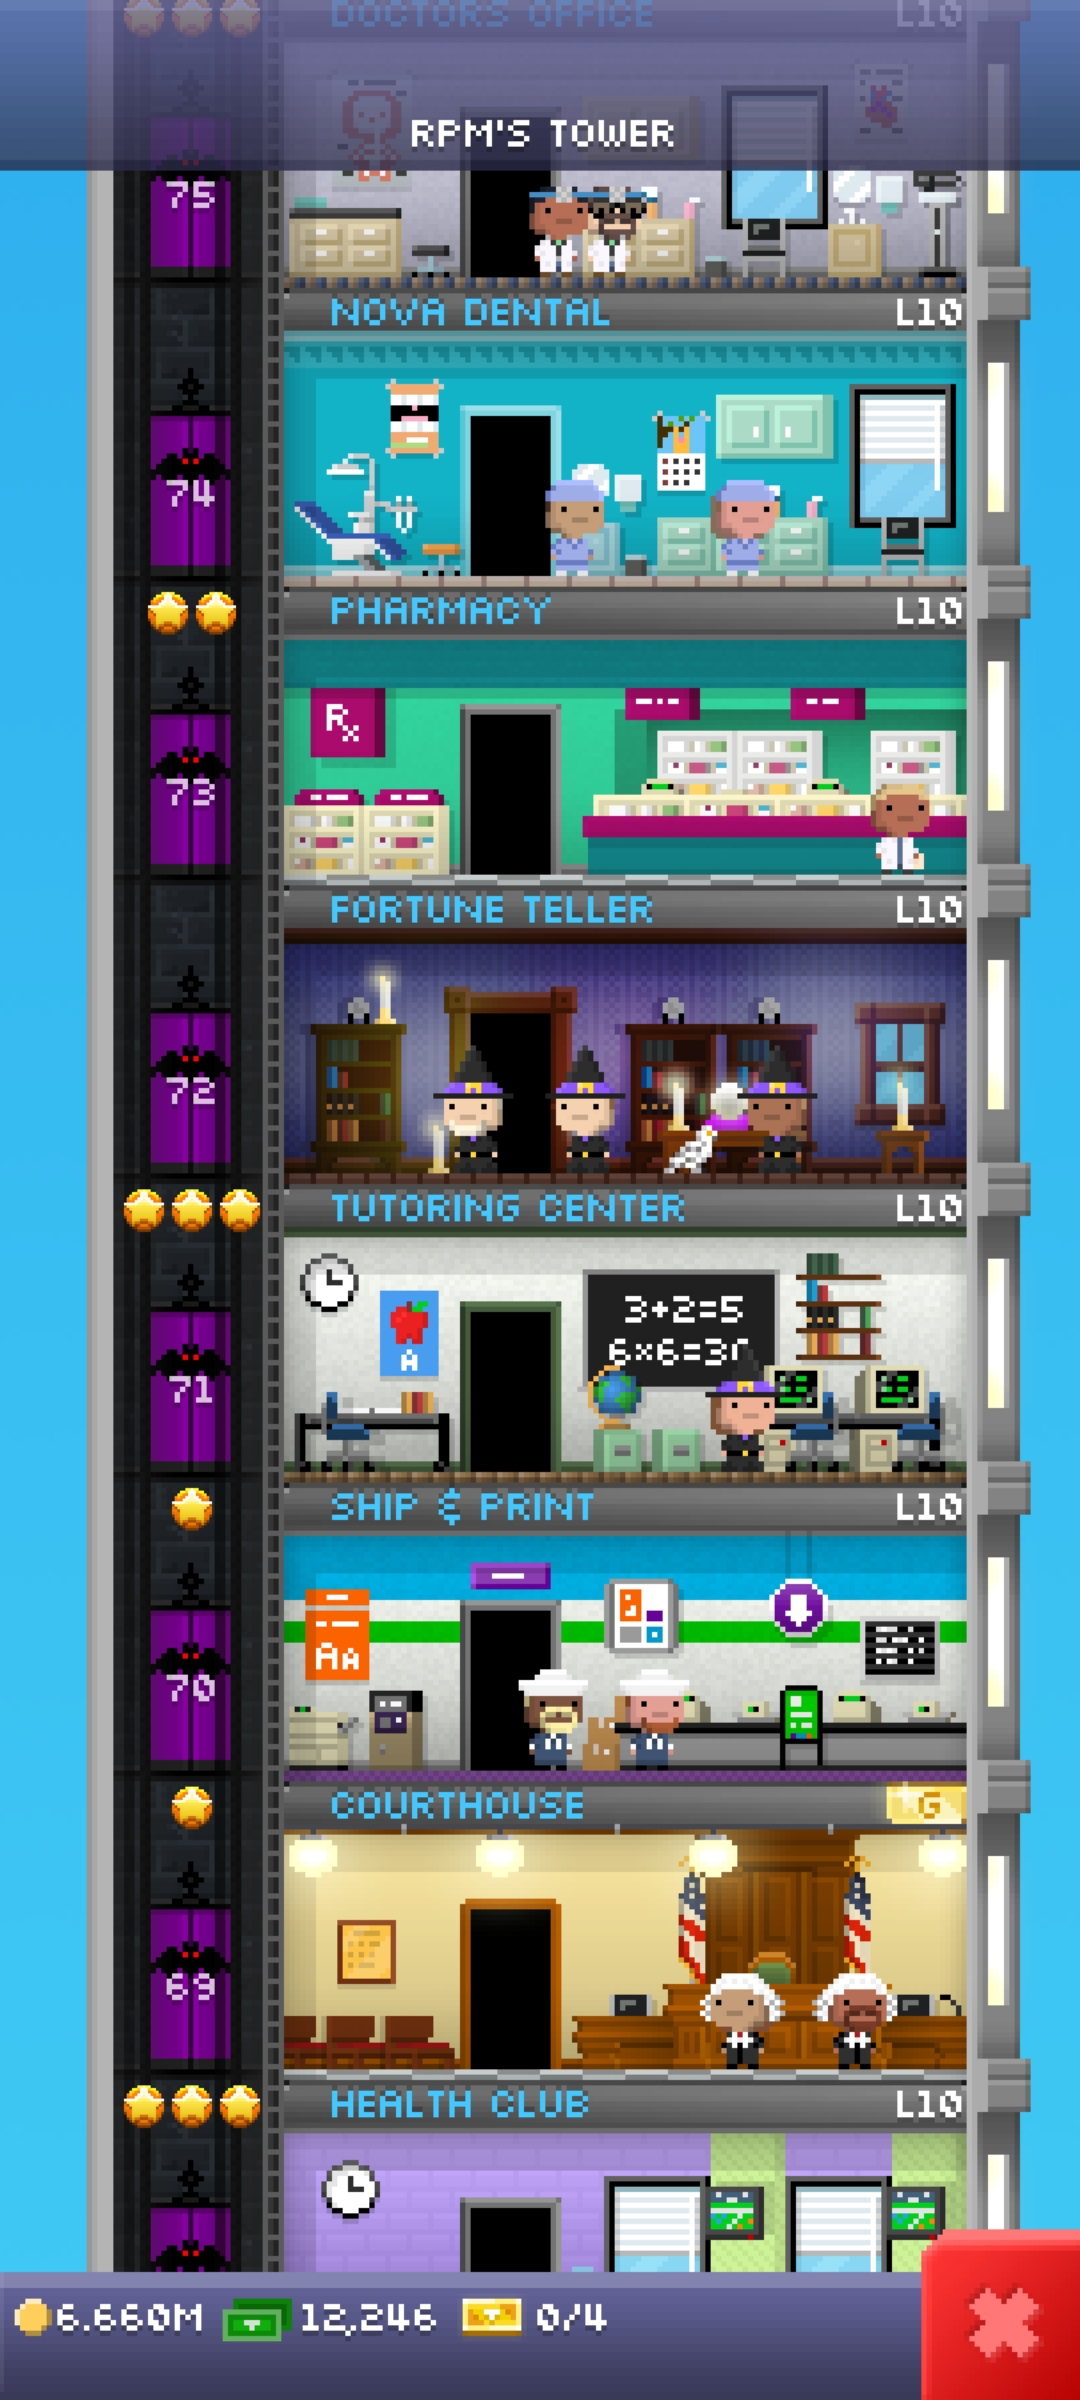 DOCTOR'S OFFICE L10
RPM'S TOWER
75
NOVA DENTAL L10
74
PHARMACY L10
Rx
73
FORTUNE TELLER L10
72
TUTORING CENTER L10
3+2=5
6x6=3
A
71
SHIP & PRINT L10
AA
70
COURTHOUSE G
69
HEALTH CLUB L10
6.660M 12,246 0/4